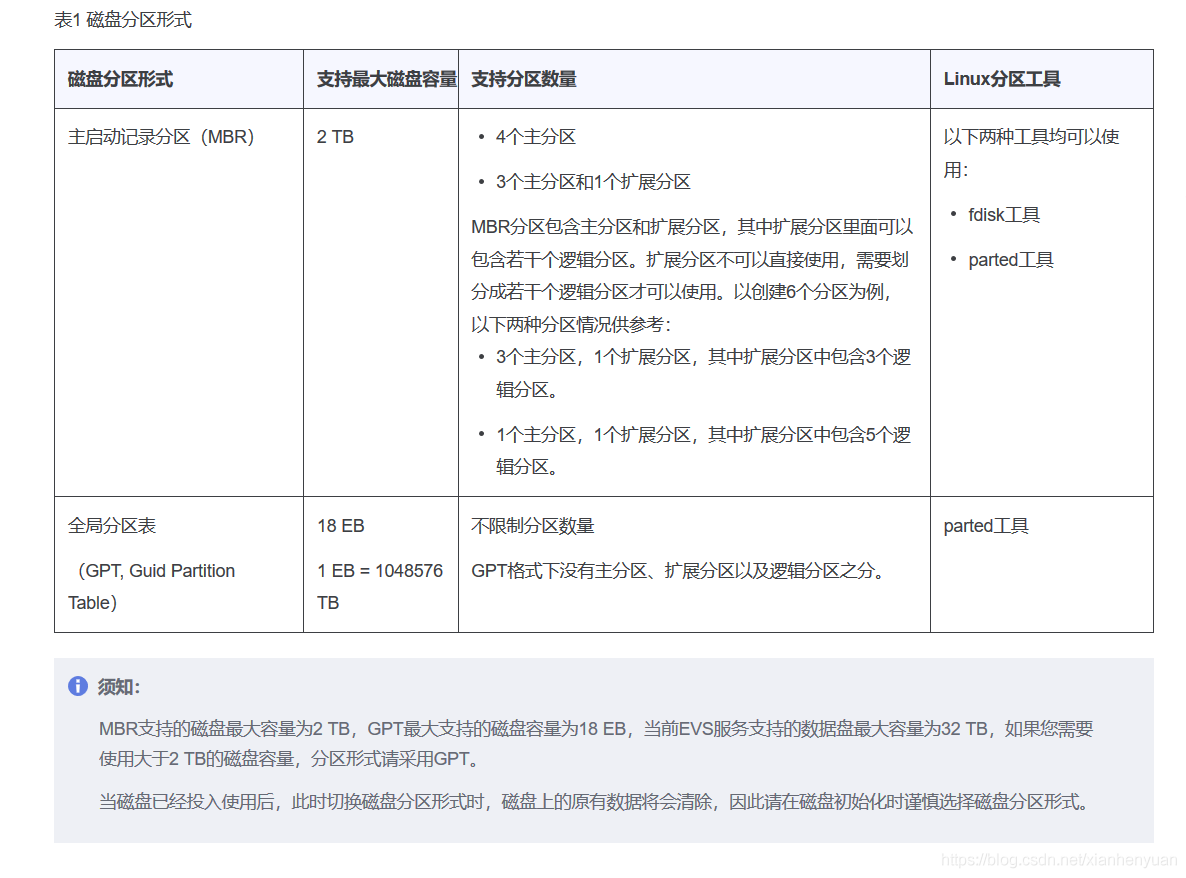 表1 磁盘分区形式
磁盘分区形式
支持最大磁盘容量
支持分区数量
Linux分区工具
主启动记录分区（MBR）
2 TB
• 4个主分区
• 3个主分区和1个扩展分区
MBR分区包含主分区和扩展分区，其中扩展分区里面可以
包含若干个逻辑分区。扩展分区不可以直接使用，需要划
分成若干个逻辑分区才可以使用。以创建6个分区为例，
以下两种分区情况供参考：
• 3个主分区，1个扩展分区，其中扩展分区中包含3个逻
辑分区。
• 1个主分区，1个扩展分区，其中扩展分区中包含5个逻
辑分区。
以下两种工具均可以使
用：
• fdisk工具
• parted工具
全局分区表
（GPT, Guid Partition
Table）
18 EB
1 EB = 1048576
TB
不限制分区数量
GPT格式下没有主分区、扩展分区以及逻辑分区之分。
parted工具
须知：
MBR支持的磁盘最大容量为2 TB，GPT最大支持的磁盘容量为18 EB，当前EVS服务支持的数据盘最大容量为32 TB，如果您需要
使用大于2 TB的磁盘容量，分区形式请采用GPT。
当磁盘已经投入使用后，此时切换磁盘分区形式时，磁盘上的原有数据将会清除，因此请在磁盘初始化时谨慎选择磁盘分区形式。
https://blog.csdn.net/xianhenyuan